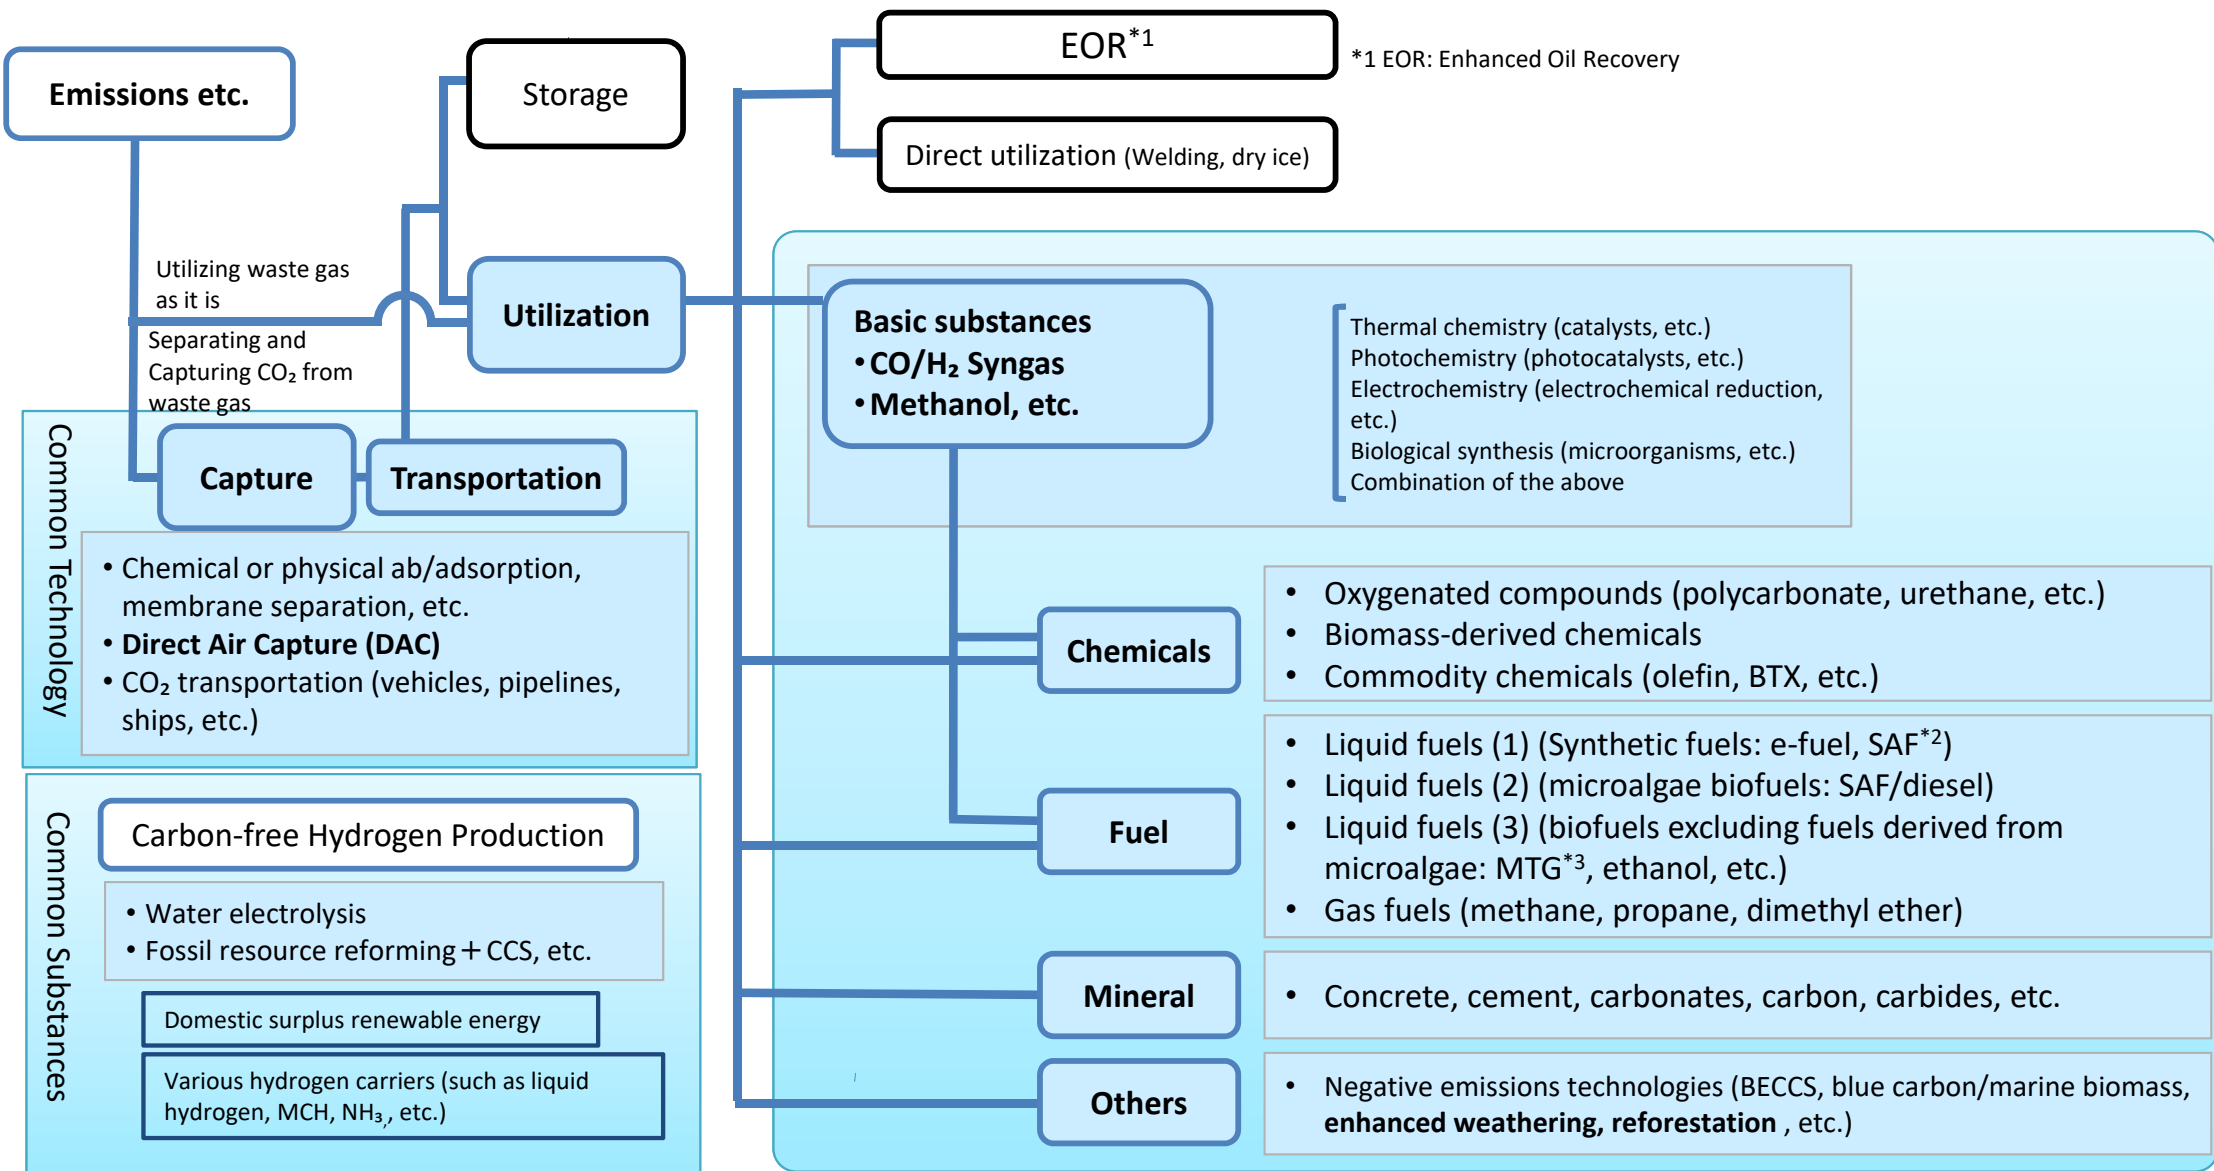 Emissions etc.
Storage
EOR*1
*1 EOR: Enhanced Oil Recovery
Direct utilization (Welding, dry ice)
Utilizing waste gas
as it is
Separating and
Capturing CO₂ from
waste gas
Utilization
Basic substances
•CO/H₂ Syngas
•Methanol, etc.
Thermal chemistry (catalysts, etc.)
Photochemistry (photocatalysts, etc.)
Electrochemistry (electrochemical reduction,
etc.)
Biological synthesis (microorganisms, etc.)
Combination of the above
Common Technology
Capture
Transportation
• Chemical or physical ab/adsorption,
membrane separation, etc.
• Direct Air Capture (DAC)
• CO₂ transportation (vehicles, pipelines,
ships, etc.)
Chemicals
• Oxygenated compounds (polycarbonate, urethane, etc.)
• Biomass-derived chemicals
• Commodity chemicals (olefin, BTX, etc.)
Fuel
• Liquid fuels (1) (Synthetic fuels: e-fuel, SAF*2)
• Liquid fuels (2) (microalgae biofuels: SAF/diesel)
• Liquid fuels (3) (biofuels excluding fuels derived from
microalgae: MTG*3, ethanol, etc.)
• Gas fuels (methane, propane, dimethyl ether)
Common Substances
Carbon-free Hydrogen Production
• Water electrolysis
• Fossil resource reforming＋CCS, etc.
Domestic surplus renewable energy
Various hydrogen carriers (such as liquid
hydrogen, MCH, NH₃,, etc.)
Mineral
• Concrete, cement, carbonates, carbon, carbides, etc.
Others
• Negative emissions technologies (BECCS, blue carbon/marine biomass,
enhanced weathering, reforestation , etc.)